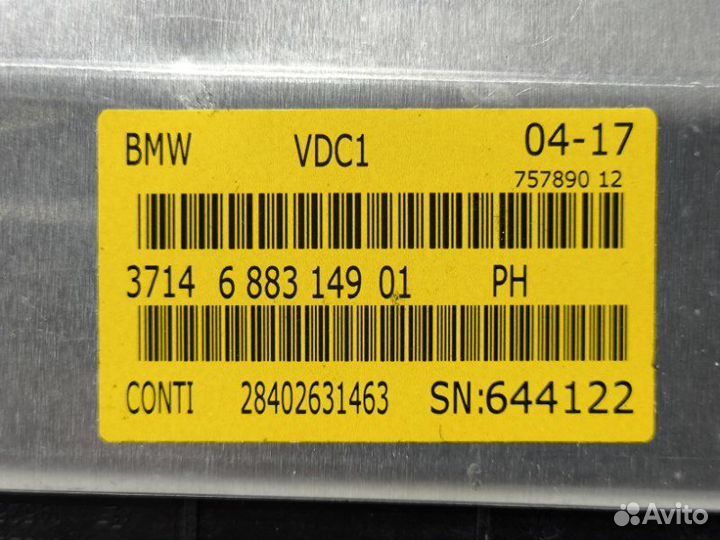 BMW VDC1 04-17
757890 12
3714 6 883 149 01 PH
CONTI 28402631463 SN:644122
Avito